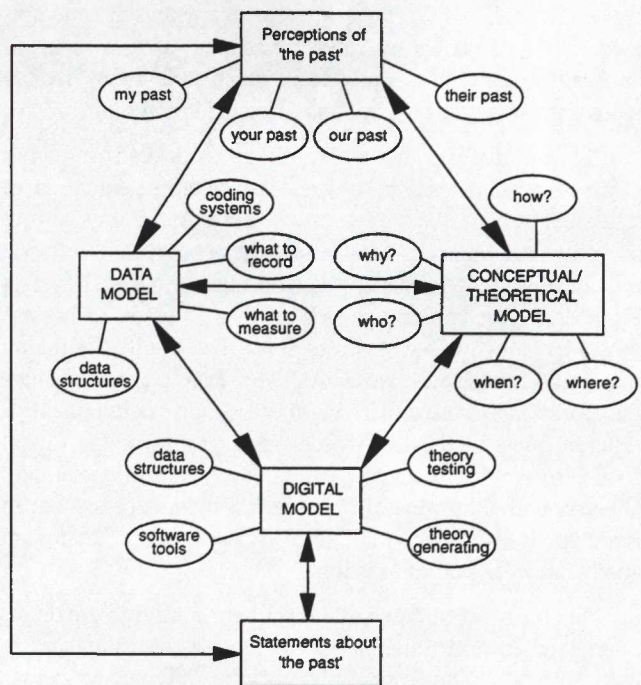 Perceptions of
'the past'
my past
their past
your past
our past
coding
systems
how?
what to
record
why?
DATA
MODEL
CONCEPTUAL/
THEORETICAL
MODEL
what to
measure
who?
data
structures
when?
where?
data
structures
theory
testing
DIGITAL
MODEL
software
tools
theory
generating
Statements about
'the past'